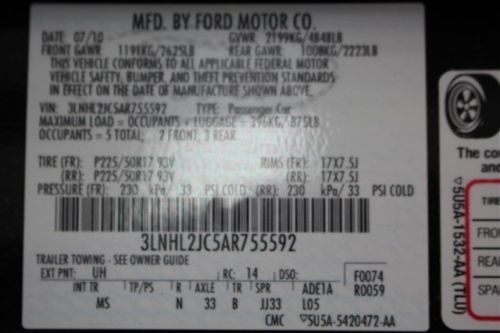 MFD. BY FORD MOTOR CO.
DATE 07/10 GVWR: 2199KG/4848LB
FRONT GAWR: 1191KG/2625LB REAR GAWR: 1008KG/2223LB
THIS VEHICLE CONFORMS TO ALL APPLICABLE FEDERAL MOTOR
VEHICLE SAFETY, BUMPER, AND THEFT PREVENTION STANDARDS
IN EFFECT ON THE DATE OF MANUFACTURE SHOWN ABOVE.
VIN: 3LNHL2JC5AR755592 TYPE: Passenger Car
MAXIMUM LOAD = OCCUPANTS + LUGGAGE = 396KG/875LB
OCCUPANTS = 5 TOTAL, 2 FRONT, 3 REAR
TIRE (FR): P225/50R17 93V RIMS (FR): 17X7.5J
(RR): P225/50R17 93V (RR): 17X7.5J
PRESSURE (FR): 230 kPa/ 33 PSI COLD (RR): 230 kPa/33 PSI COLD
3LNHL2JC5AR755592
TRAILER TOWING - SEE OWNER GUIDE
EXT PNT: UH RC: 14 DSO: F0074
INT TR TP/PS R AXLE TR SPR ADE1A R0059
MS N 33 B JJ33 L05
CMC ▽5U5A-5420472-AA
The co
TIRE
FRO
REA
SPA
▽5U5A-1532-AA (TLU)